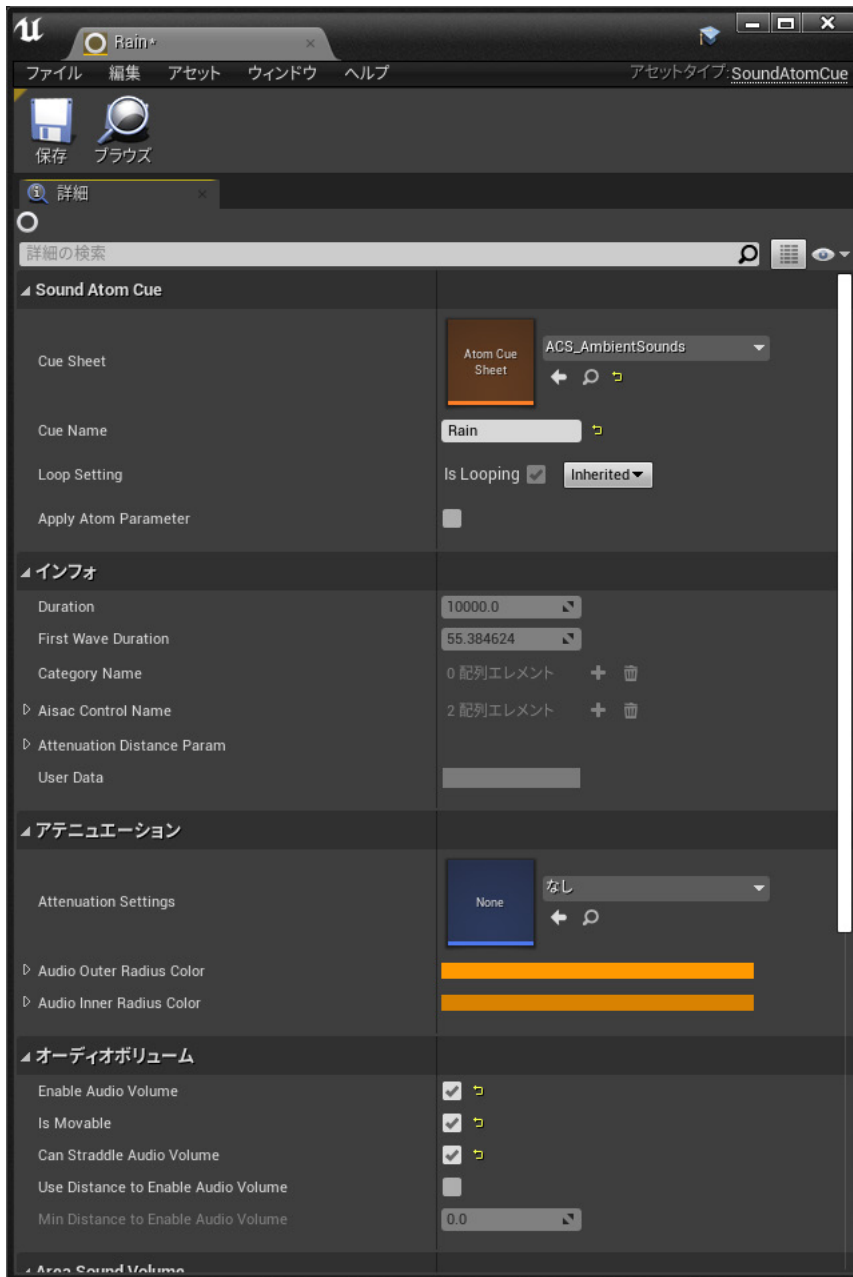 Rain*
ファイル 編集 アセット ウィンドウ ヘルプ アセットタイプ: SoundAtomCue
保存 ブラウズ
詳細
詳細の検索
Sound Atom Cue
Cue Sheet
Atom Cue Sheet
ACS_AmbientSounds
Cue Name Rain
Loop Setting Is Looping Inherited
Apply Atom Parameter
インフォ
Duration 10000.0
First Wave Duration 55.384624
Category Name 0 配列エレメント
Aisac Control Name 2 配列エレメント
Attenuation Distance Param
User Data
アテニュエーション
Attenuation Settings None なし
Audio Outer Radius Color
Audio Inner Radius Color
オーディオボリューム
Enable Audio Volume
Is Movable
Can Straddle Audio Volume
Use Distance to Enable Audio Volume
Min Distance to Enable Audio Volume 0.0
Area Sound Volume